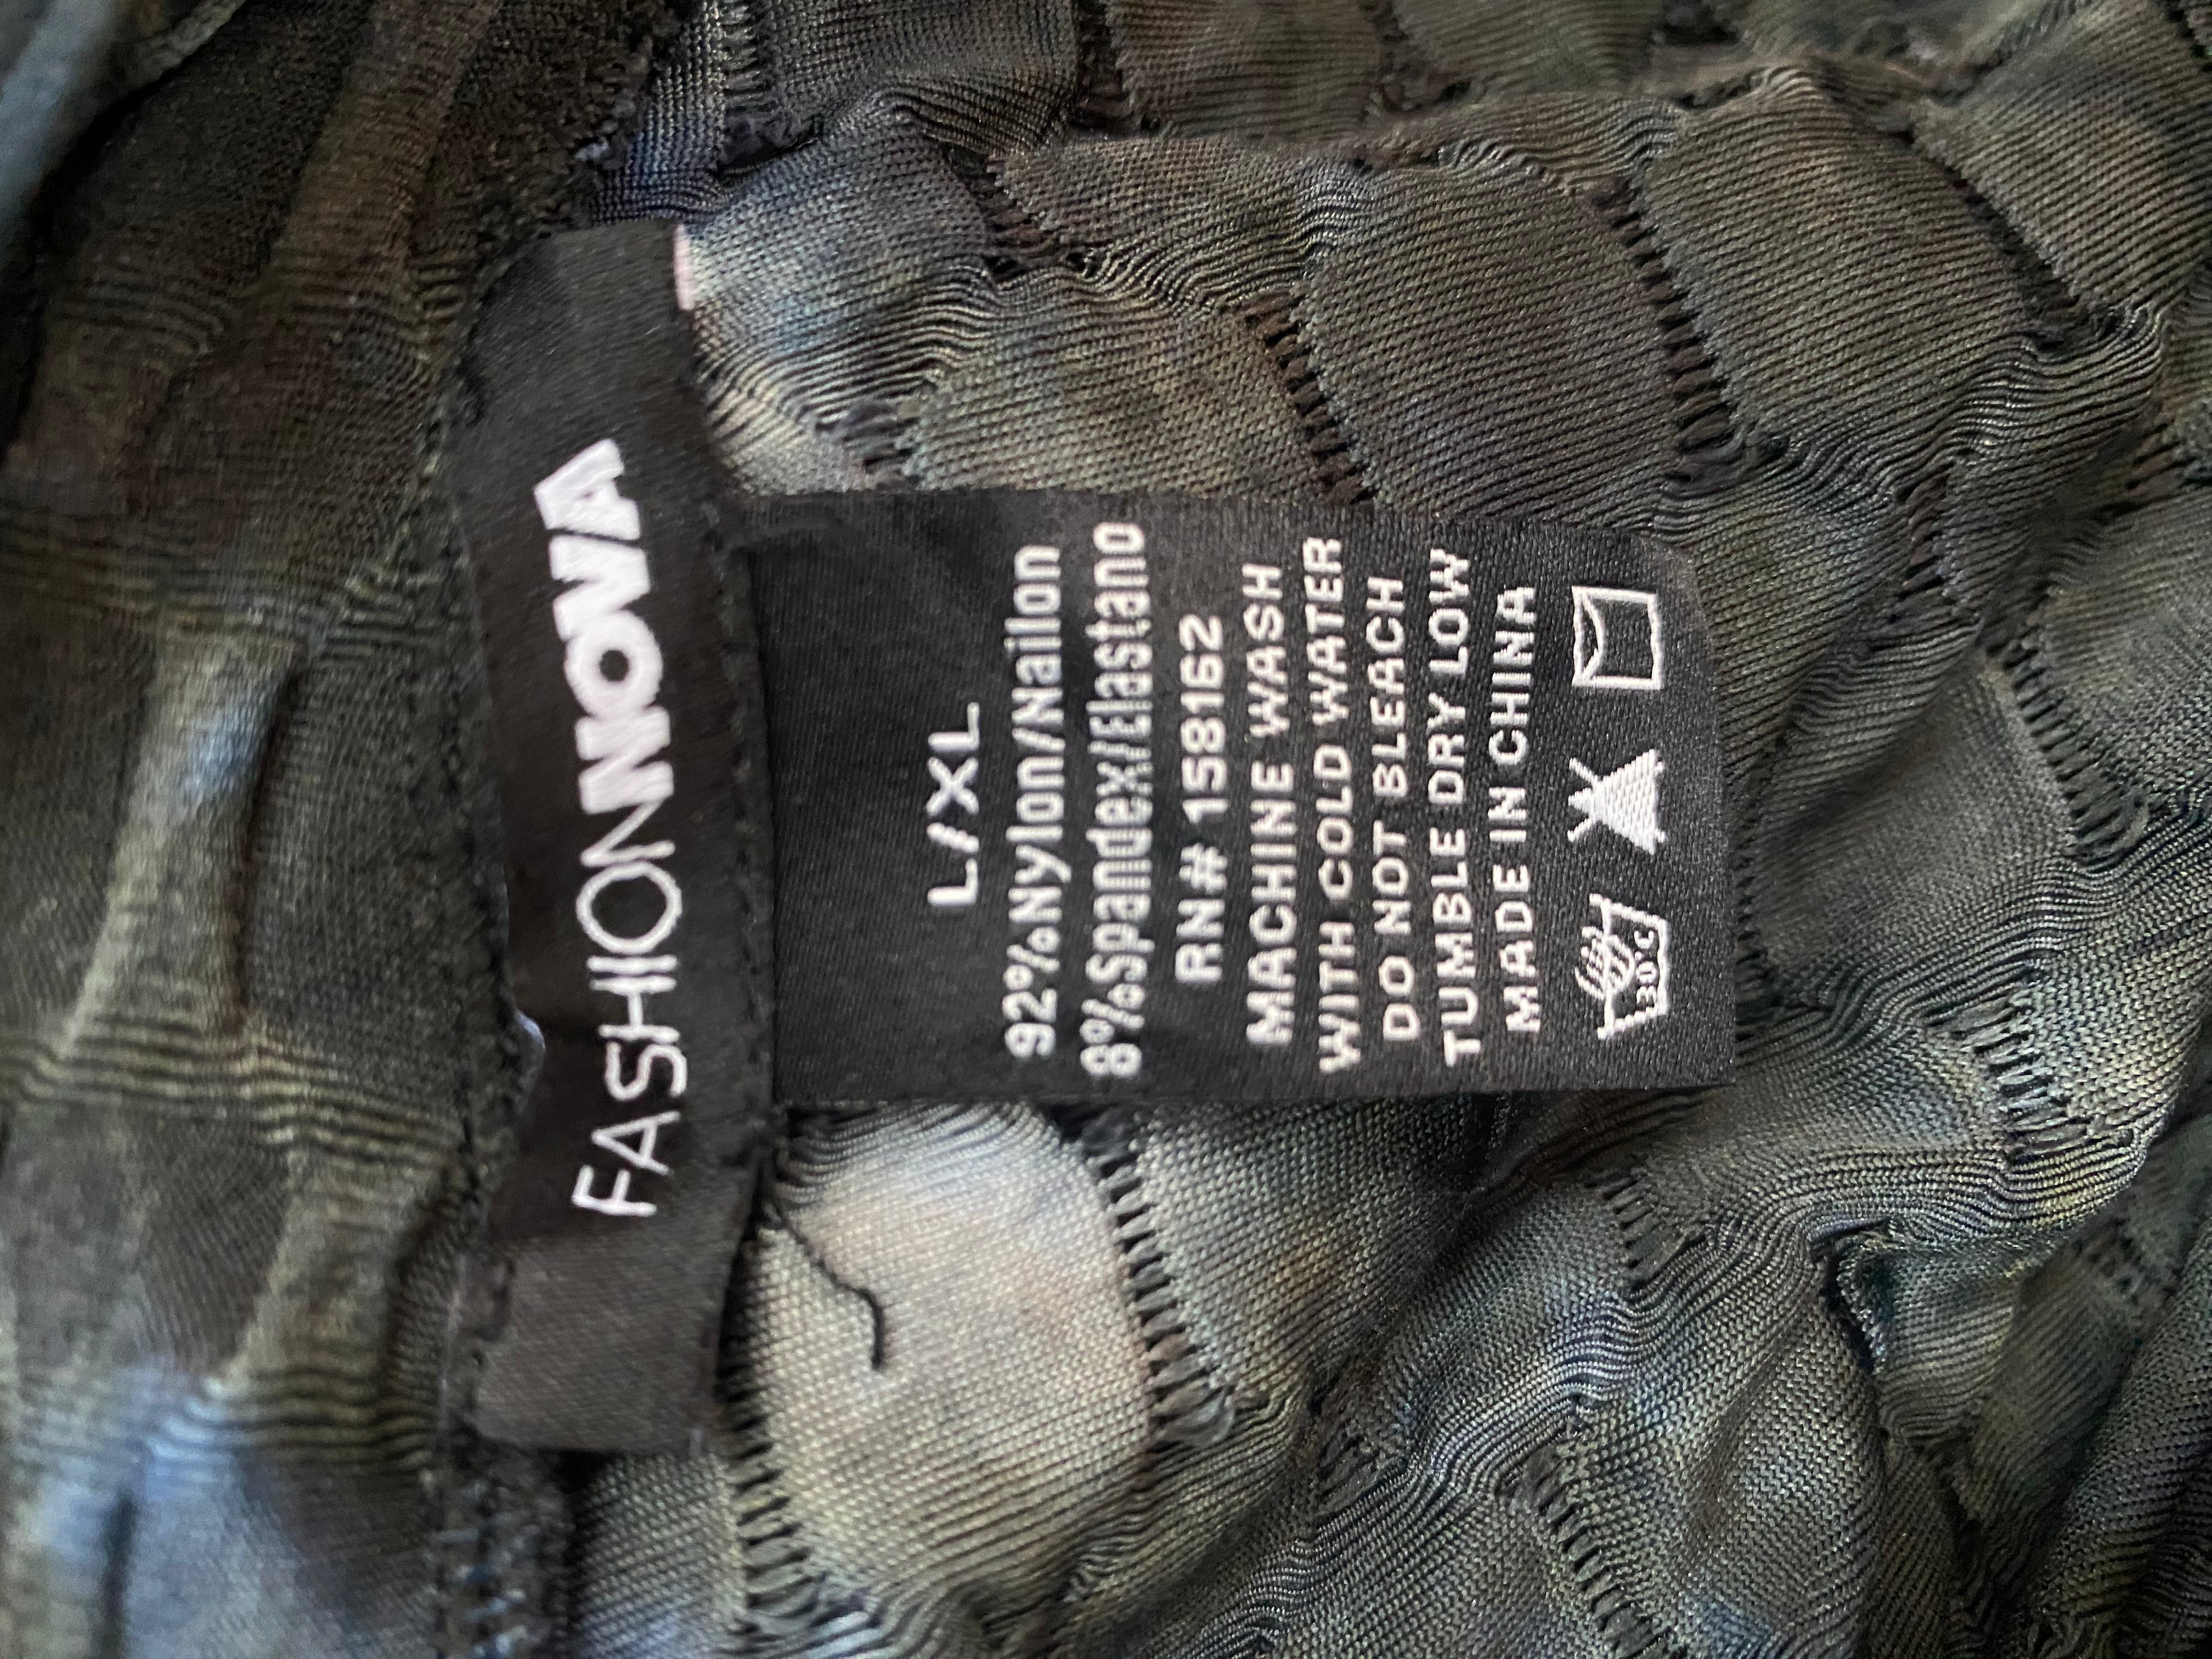 FASHIONNOVA
L/XL
92%Nylon/Nailon
8%Spandex/Elastano
RN# 158162
MACHINE WASH
WITH COLD WATER
DO NOT BLEACH
TUMBLE DRY LOW
MADE IN CHINA
30°C